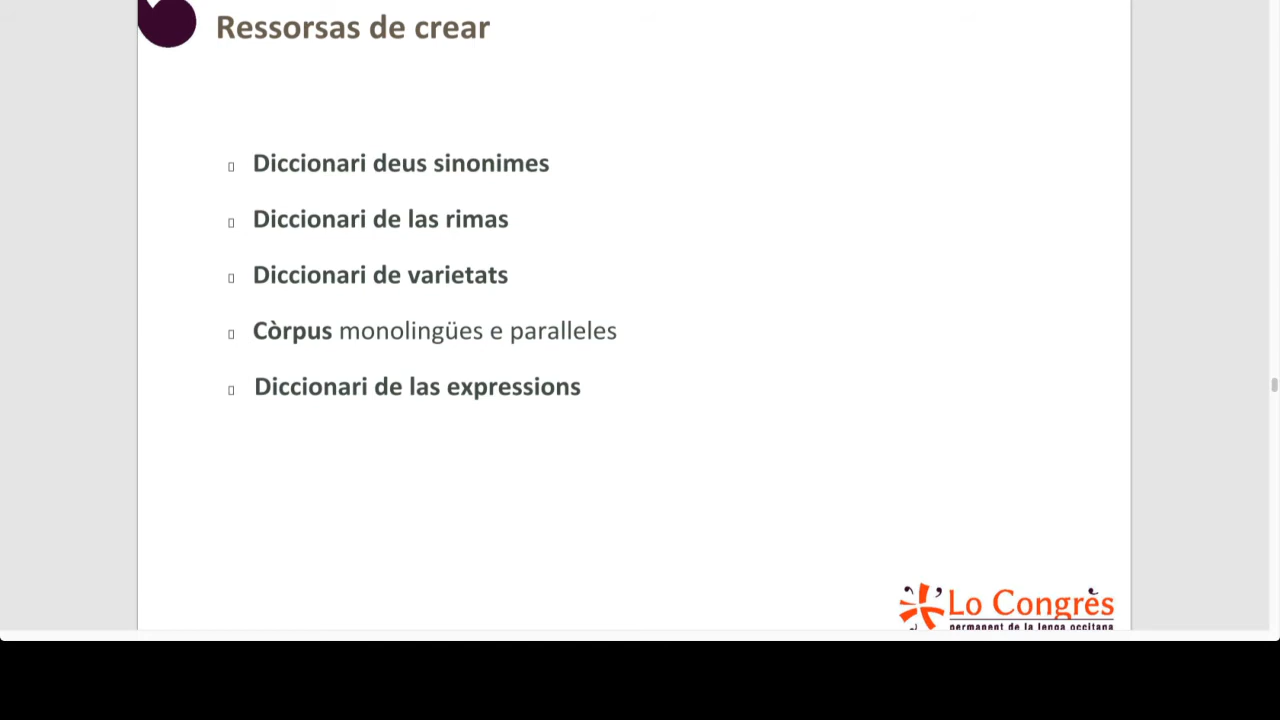 Ressorsas de crear
Diccionari deus sinonimes
Diccionari de las rimas
Diccionari de varietats
Còrpus monolingües e paralleles
Diccionari de las expressions
Lo Congrès
permanent de la lenga occitana